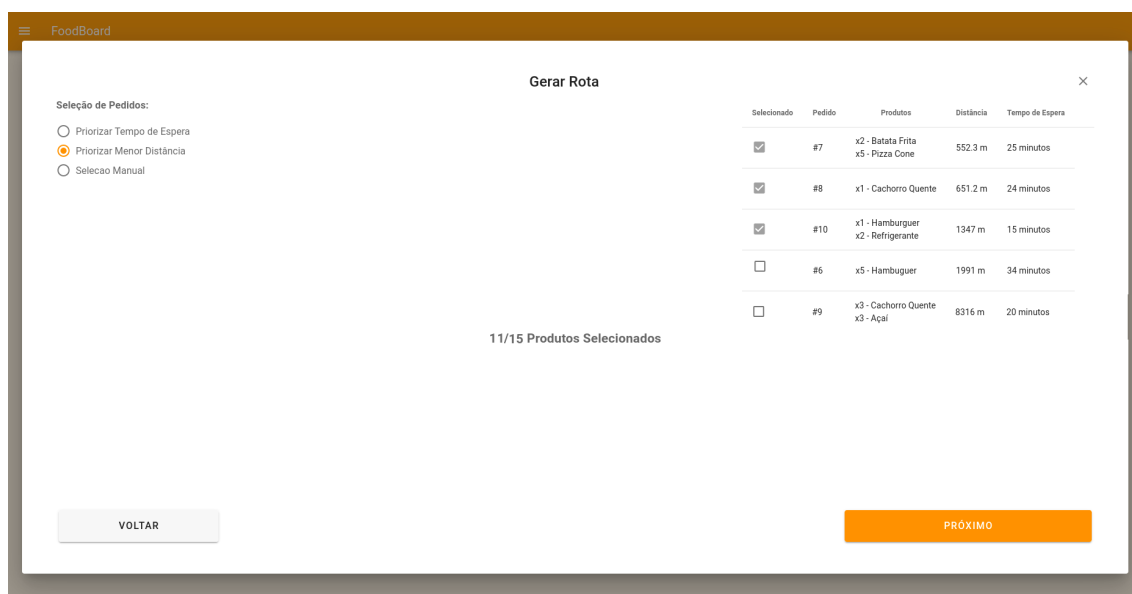 FoodBoard
Gerar Rota
Seleção de Pedidos:
Priorizar Tempo de Espera
Priorizar Menor Distância
Selecao Manual
Selecionado Pedido Produtos Distância Tempo de Espera
#7 x2 - Batata Frita 552.3 m 25 minutos
x5 - Pizza Cone
#8 x1 - Cachorro Quente 651.2 m 24 minutos
#10 x1 - Hamburguer 1347 m 15 minutos
x2 - Refrigerante
#6 x5 - Hambuguer 1991 m 34 minutos
#9 x3 - Cachorro Quente 8316 m 20 minutos
x3 - Açaí
11/15 Produtos Selecionados
VOLTAR
PRÓXIMO